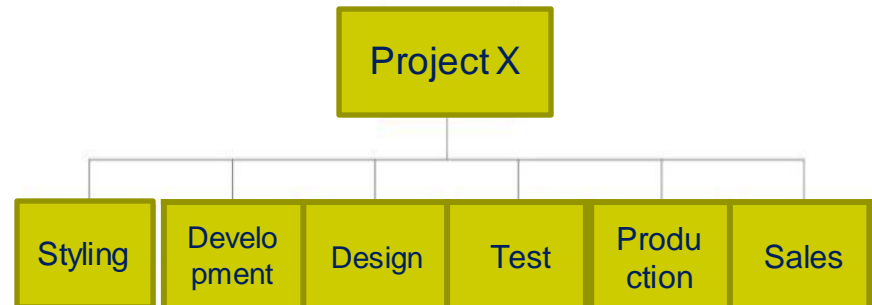 Project X
Styling
Develo
pment
Design
Test
Produ
ction
Sales